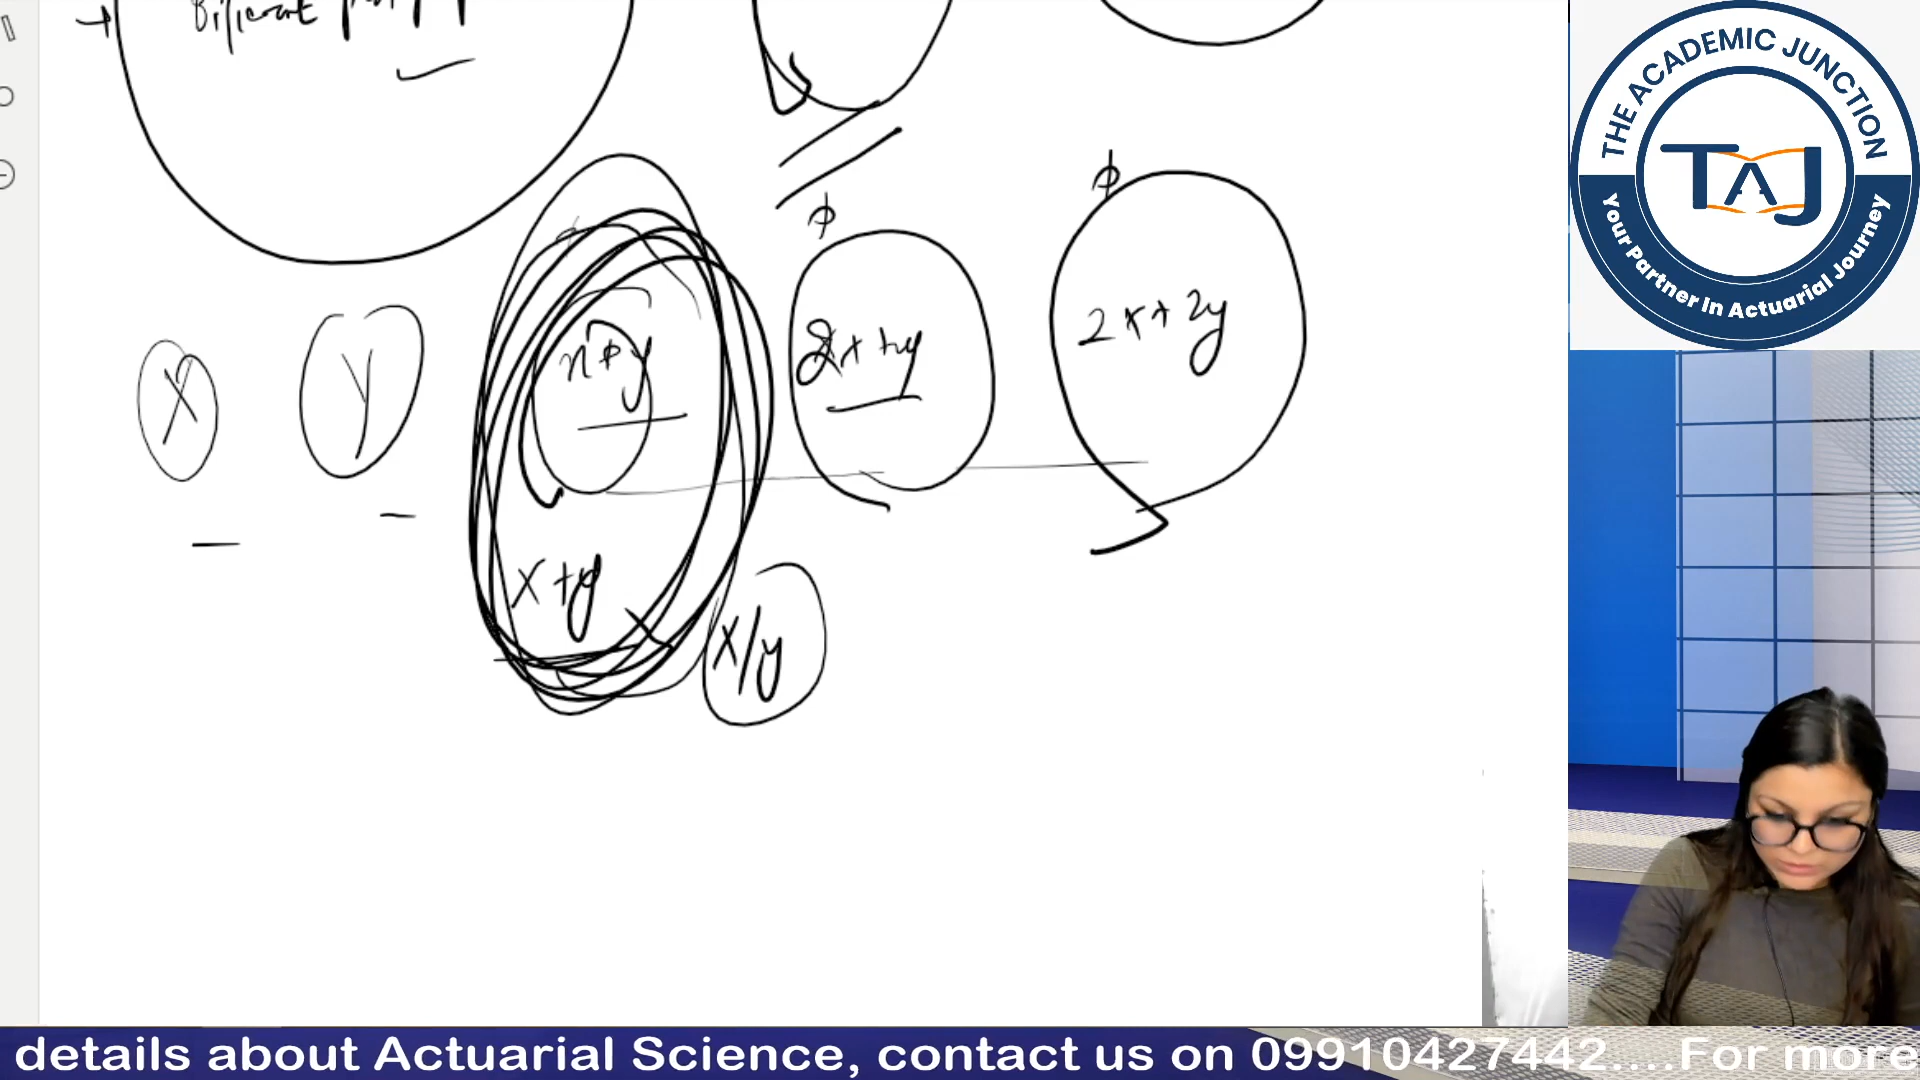 THE ACADEMIC JUNCTION
TAJ
Your Partner In Actuarial Journey
ϕ
ϕ
X
y
x+y
2x+y
2x+2y
x+y
x/y
details about Actuarial Science, contact us on 09910427442....For more